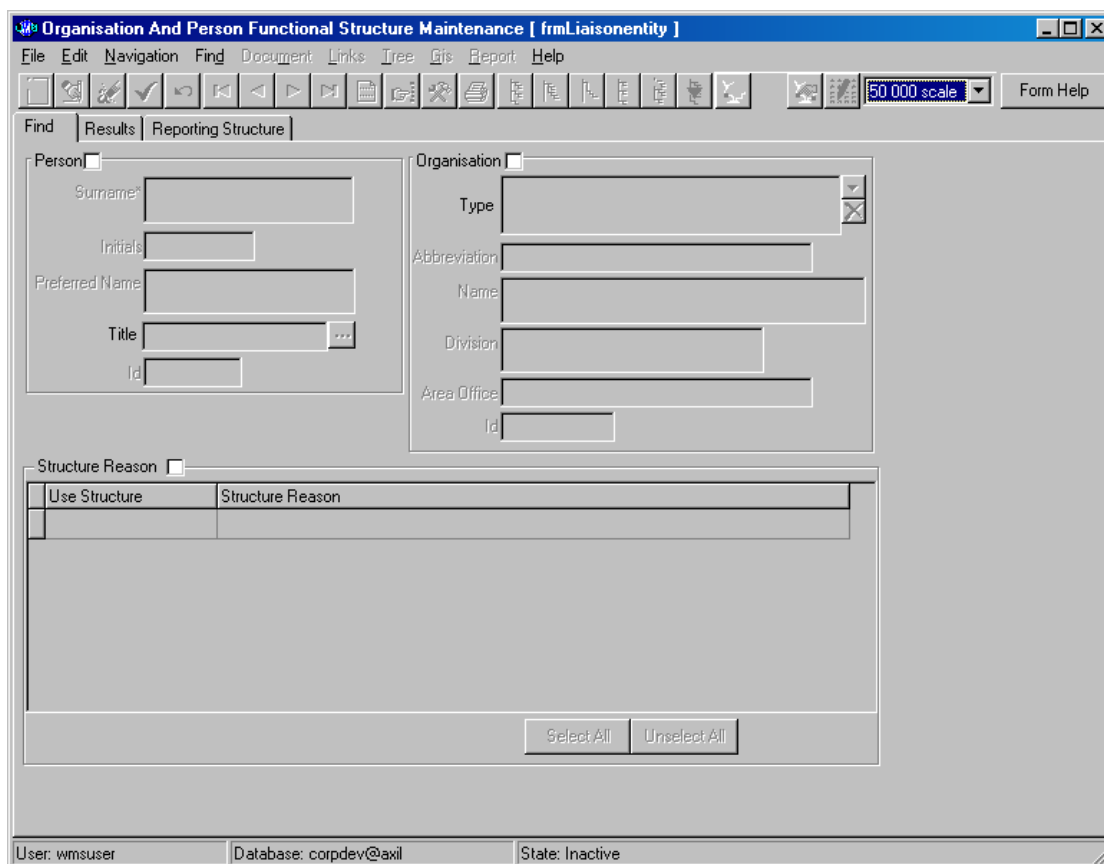 Organisation And Person Functional Structure Maintenance [ frmLiaisonentity ]
File Edit Navigation Find Document Links Tree Gis Report Help
50 000 scale Form Help
Find Results Reporting Structure
Person
Surname*
Initials
Preferred Name
Title ...
Id
Organisation
Type
Abbreviation
Name
Division
Area Office
Id
Structure Reason
Use Structure Structure Reason
Select All Unselect All
User: wmsuser Database: corpdev@axil State: Inactive